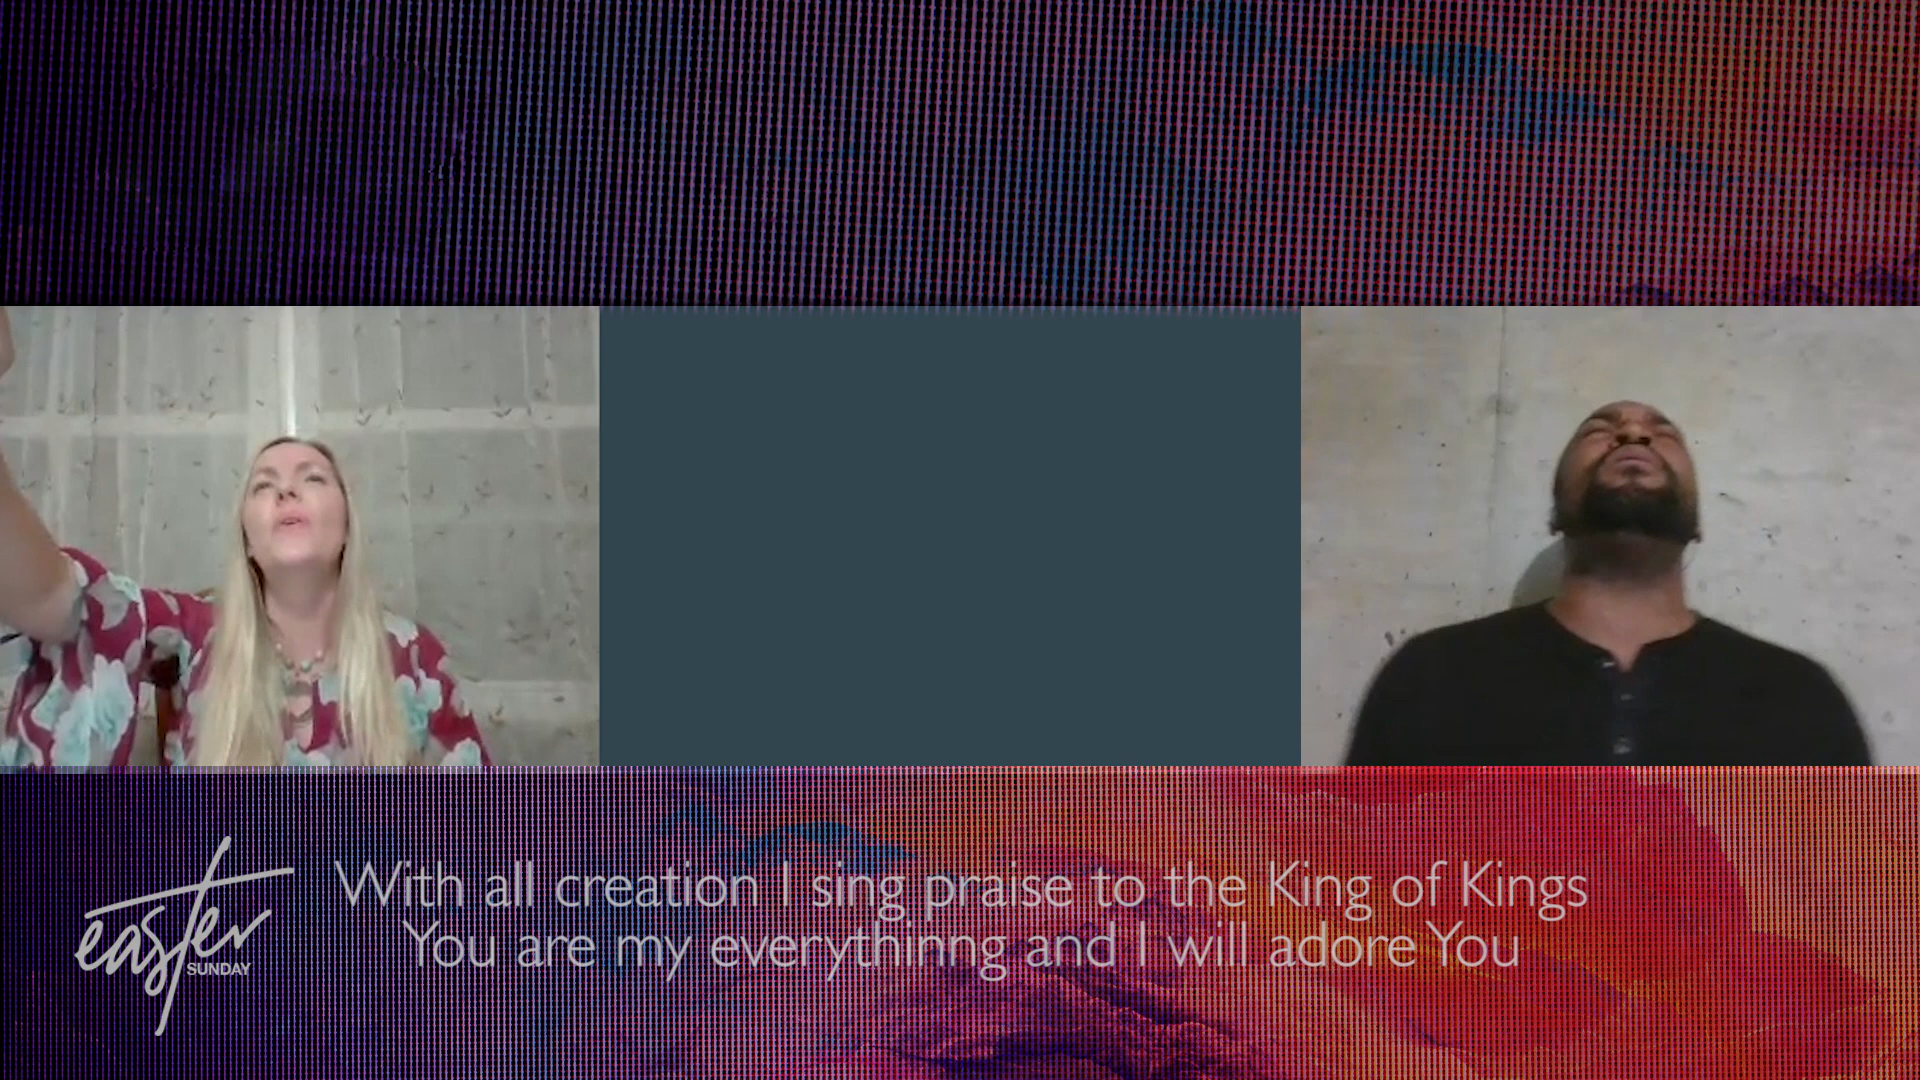 With all creation I sing praise to the King of Kings
You are my everythinng and I will adore You
easter
SUNDAY